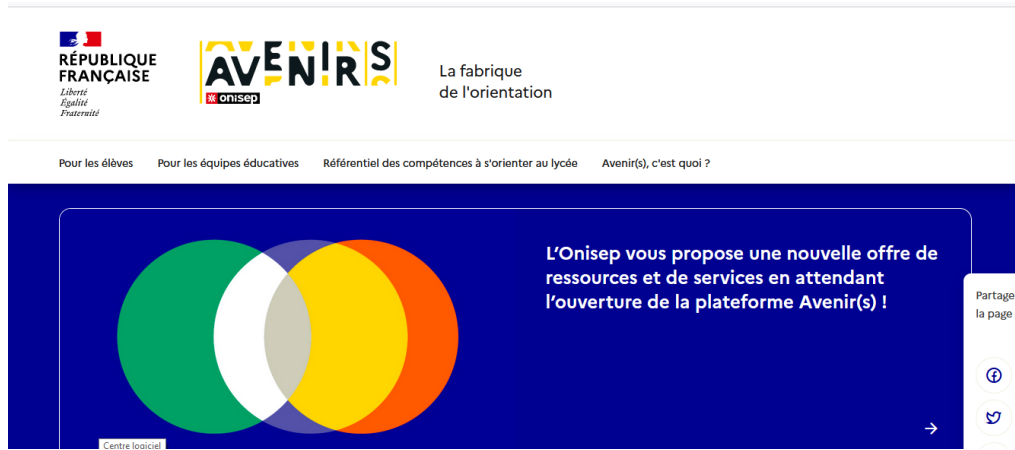 RÉPUBLIQUE
FRANÇAISE
Liberté
Égalité
Fraternité
AVENIR(S)
onisep
La fabrique
de l'orientation
Pour les élèves
Pour les équipes éducatives
Référentiel des compétences à s'orienter au lycée
Avenir(s), c'est quoi ?
L'Onisep vous propose une nouvelle offre de
ressources et de services en attendant
l'ouverture de la plateforme Avenir(s) !
Partage
la page
Centre logiciel